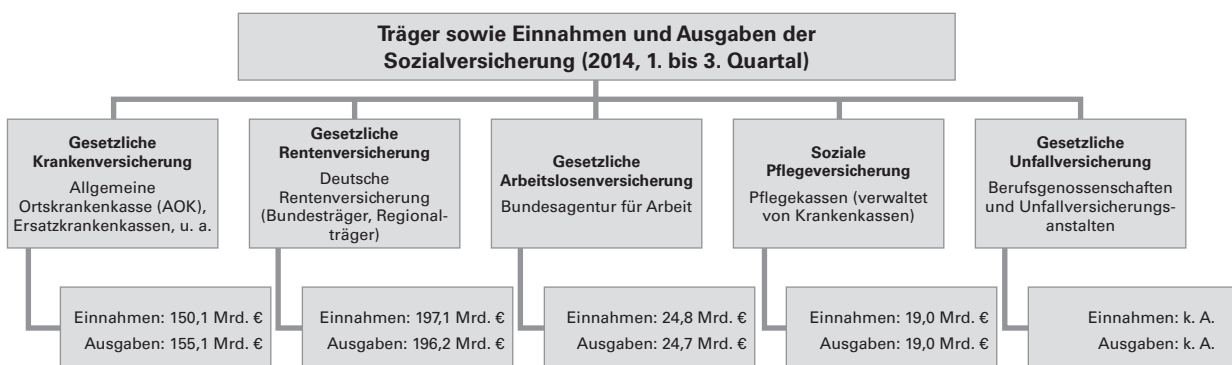 Träger sowie Einnahmen und Ausgaben der
Sozialversicherung (2014, 1. bis 3. Quartal)
Gesetzliche
Krankenversicherung
Allgemeine
Ortskrankenkasse (AOK),
Ersatzkrankenkassen, u. a.
Gesetzliche
Rentenversicherung
Deutsche
Rentenversicherung
(Bundesträger, Regional-
träger)
Gesetzliche
Arbeitslosenversicherung
Bundesagentur für Arbeit
Soziale
Pflegeversicherung
Pflegekassen (verwaltet
von Krankenkassen)
Gesetzliche
Unfallversicherung
Berufsgenossenschaften
und Unfallversicherungs-
anstalten
Einnahmen: 150,1 Mrd. €
Ausgaben: 155,1 Mrd. €
Einnahmen: 197,1 Mrd. €
Ausgaben: 196,2 Mrd. €
Einnahmen: 24,8 Mrd. €
Ausgaben: 24,7 Mrd. €
Einnahmen: 19,0 Mrd. €
Ausgaben: 19,0 Mrd. €
Einnahmen: k. A.
Ausgaben: k. A.